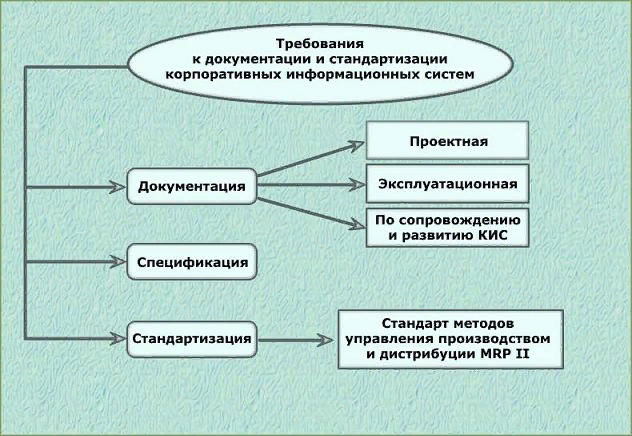 Требования
к документации и стандартизации
корпоративных информационных систем
Проектная
Документация
Эксплуатационная
По сопровождению
и развитию КИС
Спецификация
Стандартизация
Стандарт методов
управления производством
и дистрибуции MRP II